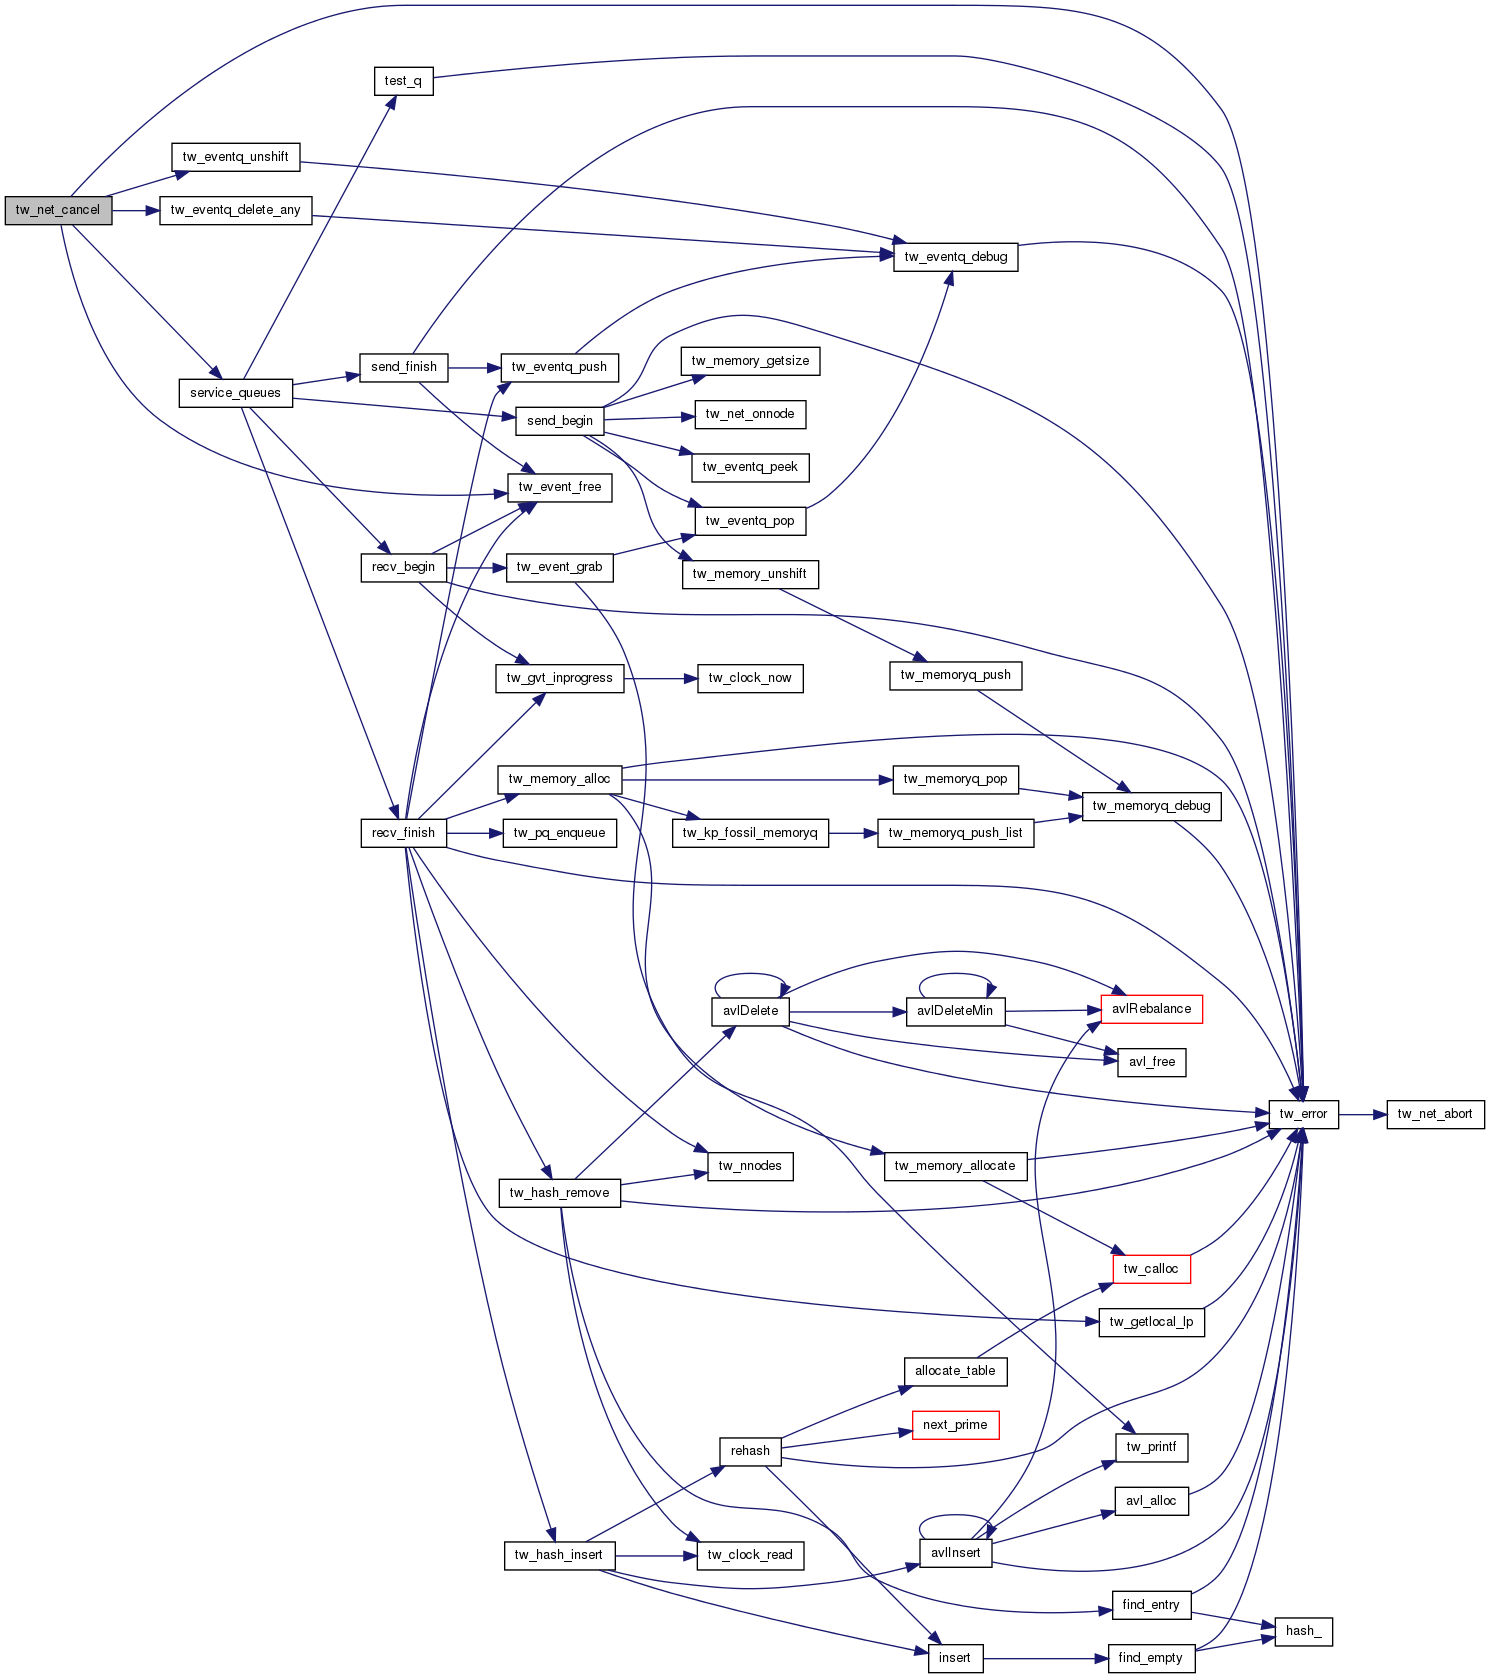 tw_net_cancel
test_q
tw_eventq_unshift
tw_eventq_delete_any
tw_eventq_debug
service_queues
send_finish
tw_eventq_push
tw_memory_getsize
send_begin
tw_net_onnode
tw_eventq_peek
tw_event_free
tw_eventq_pop
recv_begin
tw_event_grab
tw_memory_unshift
tw_gvt_inprogress
tw_clock_now
tw_memoryq_push
tw_memory_alloc
tw_memoryq_pop
tw_memoryq_debug
recv_finish
tw_pq_enqueue
tw_kp_fossil_memoryq
tw_memoryq_push_list
avlDelete
avlDeleteMin
avlRebalance
avl_free
tw_error
tw_net_abort
tw_nnodes
tw_memory_allocate
tw_hash_remove
tw_calloc
tw_getlocal_lp
allocate_table
next_prime
rehash
tw_printf
avl_alloc
tw_hash_insert
tw_clock_read
avlInsert
find_entry
hash_
insert
find_empty